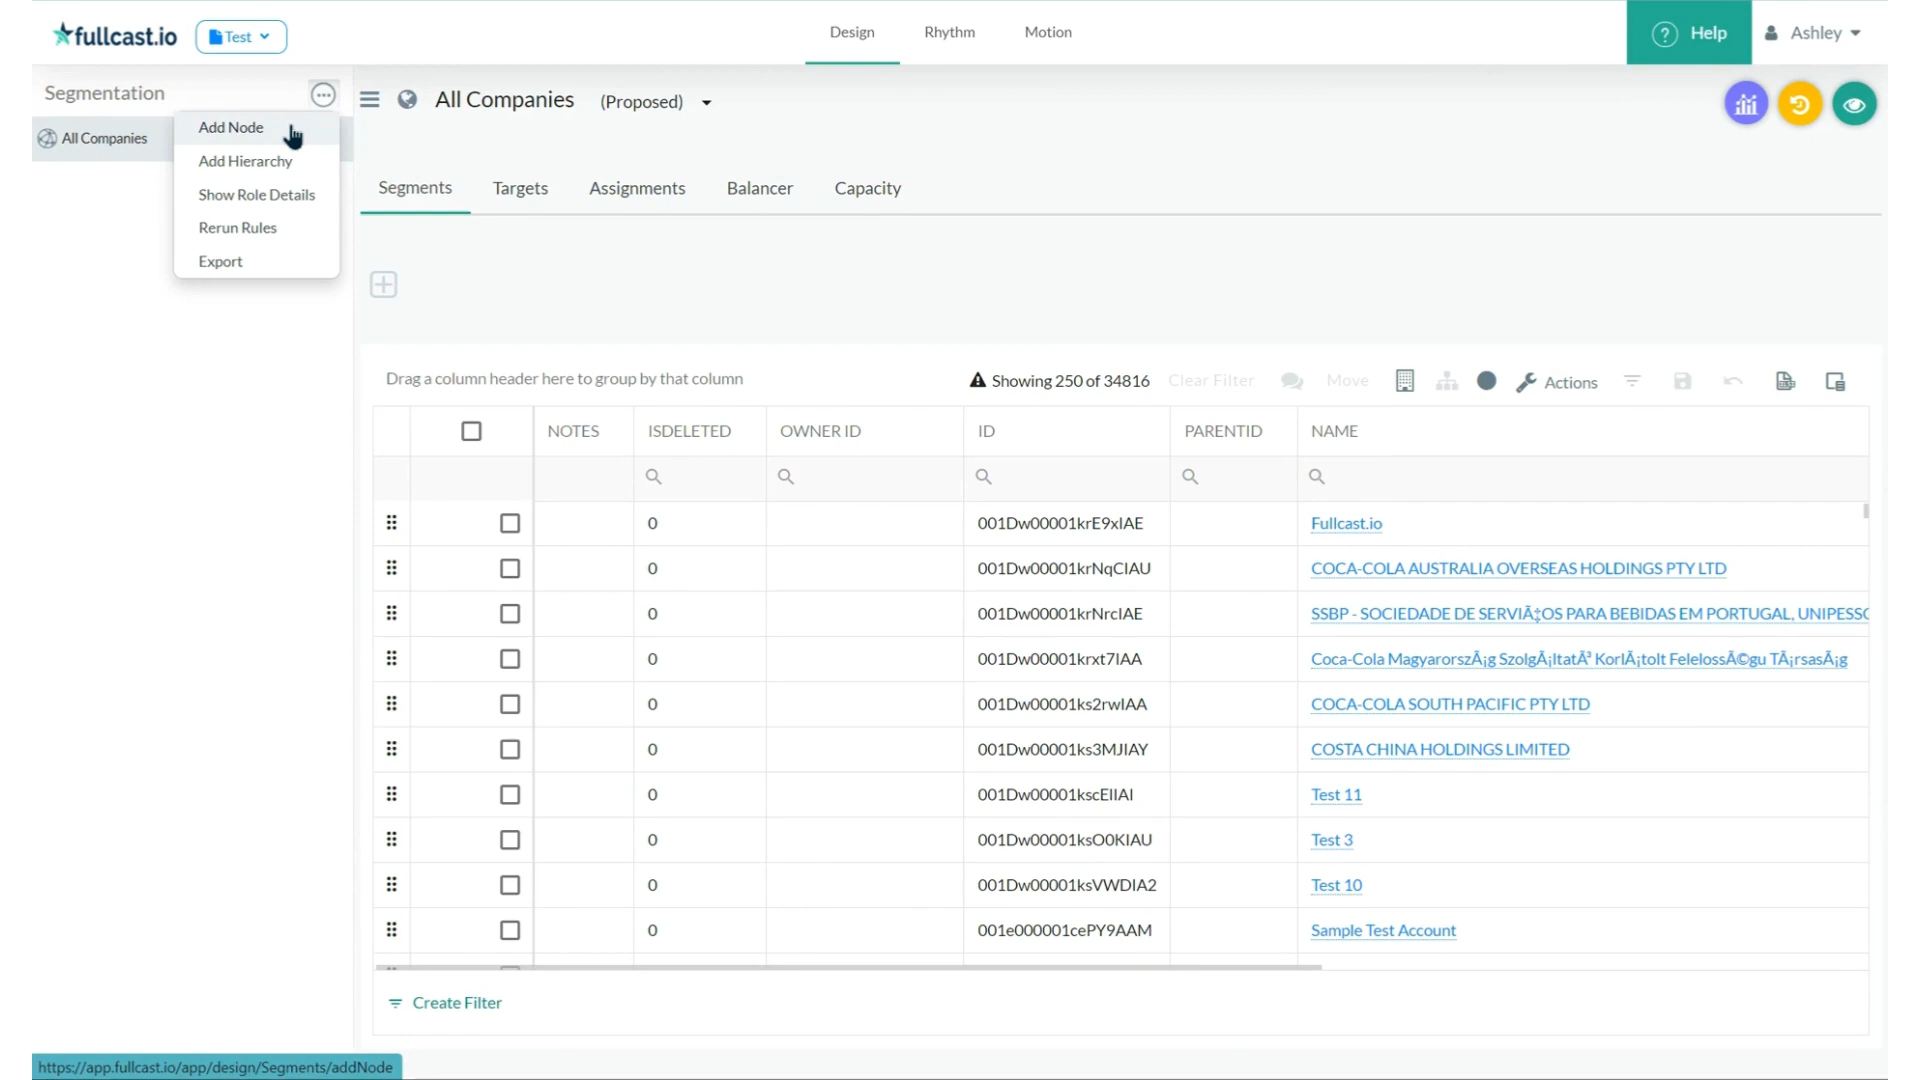 fullcast.io
Test
Design
Rhythm
Motion
? Help
Ashley
Segmentation
All Companies
(Proposed)
All Companies
Add Node
Add Hierarchy
Show Role Details
Rerun Rules
Export
Segments
Targets
Assignments
Balancer
Capacity
Drag a column header here to group by that column
Showing 250 of 34816
Clear Filter
Move
Actions
NOTES ISDELETED OWNER ID ID PARENTID NAME
0 001Dw00001krE9xIAE Fullcast.io
0 001Dw00001krNqCIAU COCA-COLA AUSTRALIA OVERSEAS HOLDINGS PTY LTD
0 001Dw00001krNrcIAE SSBP - SOCIEDADE DE SERVIÃ‡OS PARA BEBIDAS EM PORTUGAL, UNIPESSO
0 001Dw00001krxt7IAA Coca-Cola MagyarorszÃ¡g SzolgÃ¡ltatÃ³ KorlÃ¡tolt FelelossÃ©gu TÃ¡rsasÃ¡g
0 001Dw00001ks2rwIAA COCA-COLA SOUTH PACIFIC PTY LTD
0 001Dw00001ks3MJIAY COSTA CHINA HOLDINGS LIMITED
0 001Dw00001kscEIIAI Test 11
0 001Dw00001ksO0KIAU Test 3
0 001Dw00001ksVWDIA2 Test 10
0 001e000001cePY9AAM Sample Test Account
Create Filter
https://app.fullcast.io/app/design/Segments/addNode